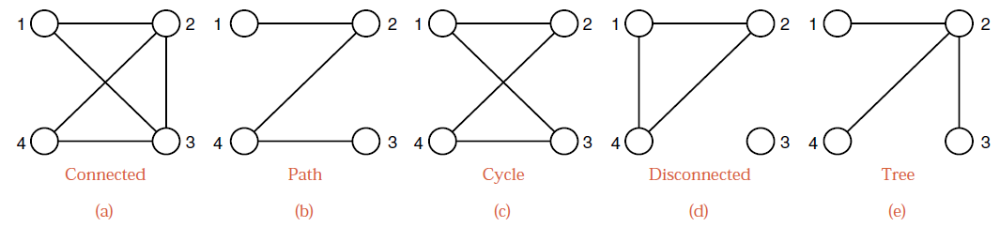 1 2 1 2 1 2 1 2 1 2
4 3 4 3 4 3 4 3 4 3
Connected Path Cycle Disconnected Tree
(a) (b) (c) (d) (e)